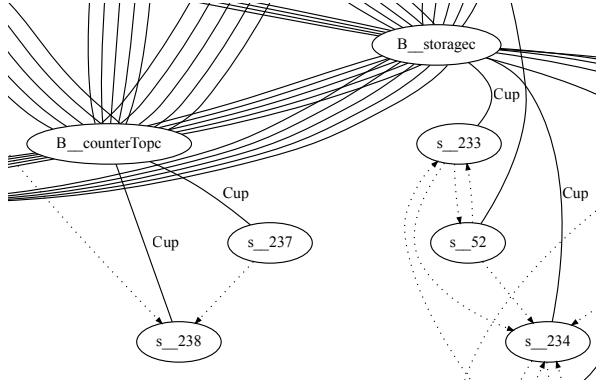 B__storagec
Cup
B__counterTopc
s__233
Cup
Cup
Cup
s__237
s__52
s__238
s__234